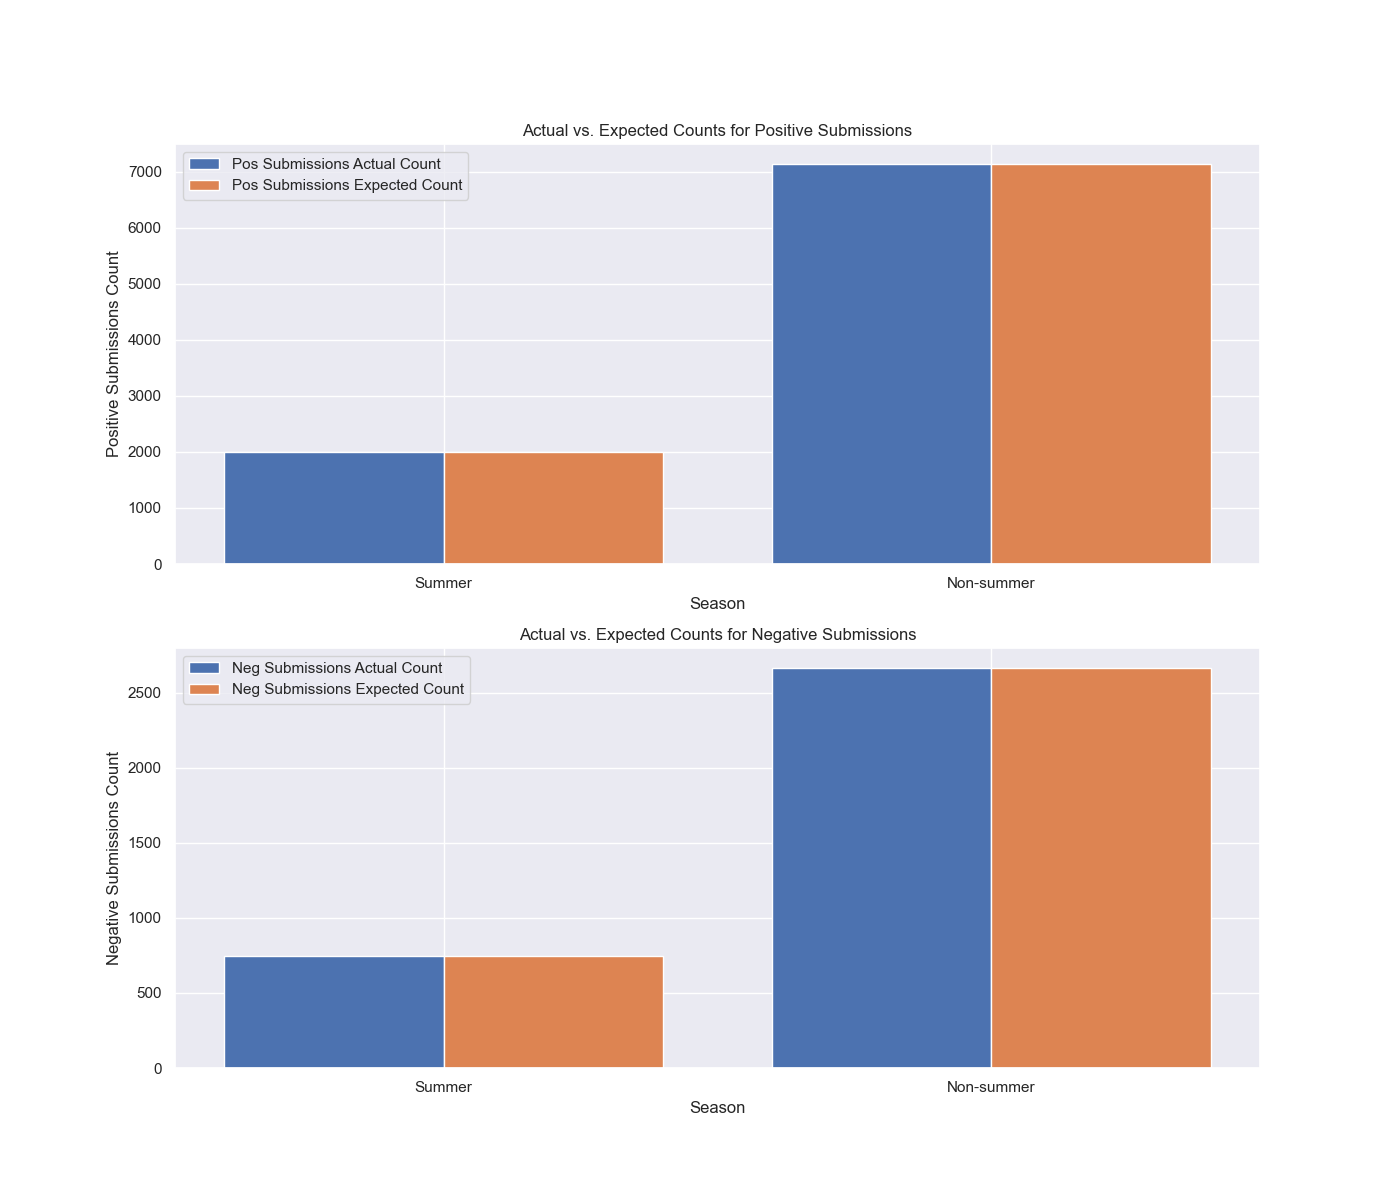 Actual vs. Expected Counts for Positive Submissions
Pos Submissions Actual Count
Pos Submissions Expected Count
Positive Submissions Count
7000
6000
5000
4000
3000
2000
1000
0
Summer
Non-summer
Season
Actual vs. Expected Counts for Negative Submissions
Neg Submissions Actual Count
Neg Submissions Expected Count
Negative Submissions Count
2500
2000
1500
1000
500
0
Summer
Non-summer
Season